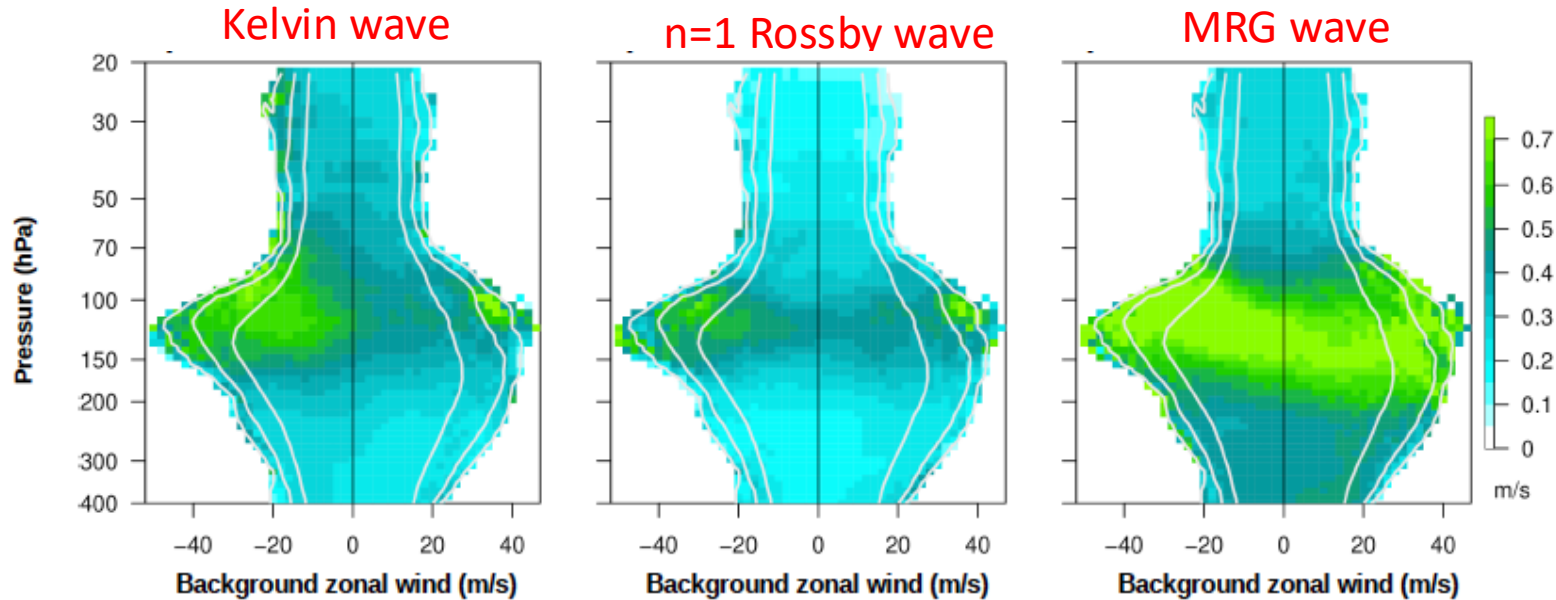 Kelvin wave
n=1 Rossby wave
MRG wave
Pressure (hPa)
20
30
50
70
100
150
200
300
400
−40 −20 0 20 40
−40 −20 0 20 40
−40 −20 0 20 40
Background zonal wind (m/s)
Background zonal wind (m/s)
Background zonal wind (m/s)
0.7
0.6
0.5
0.4
0.3
0.2
0.1
0
m/s